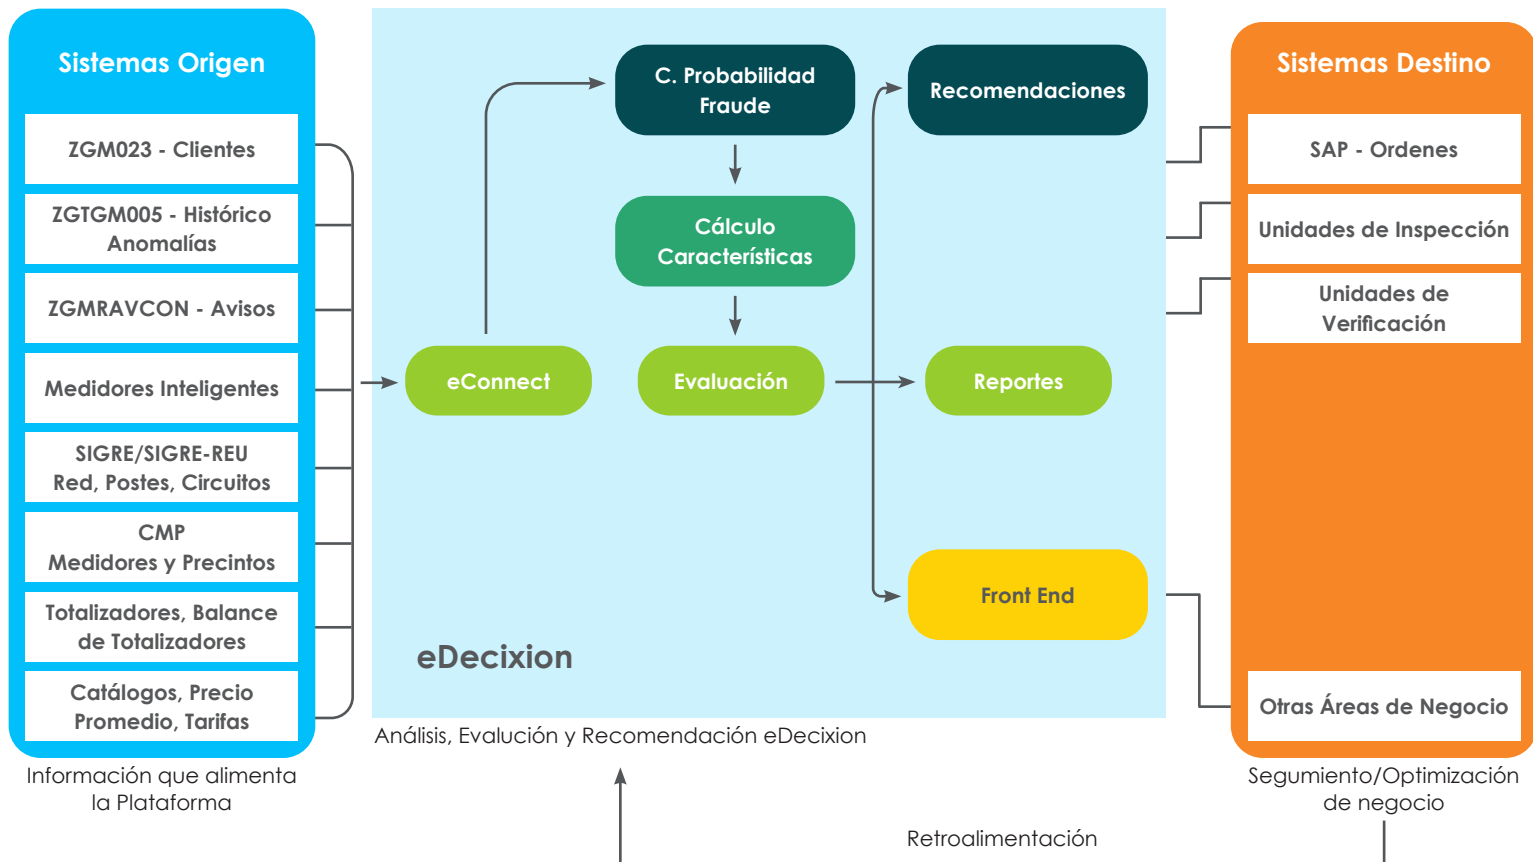 Sistemas Origen
ZGM023 - Clientes
ZGTGM005 - Histórico
Anomalías
ZGMRAVCON - Avisos
Medidores Inteligentes
SIGRE/SIGRE-REU
Red, Postes, Circuitos
CMP
Medidores y Precintos
Totalizadores, Balance
de Totalizadores
Catálogos, Precio
Promedio, Tarifas
Información que alimenta
la Plataforma
C. Probabilidad
Fraude
Cálculo
Características
eConnect
Evaluación
Recomendaciones
Reportes
Front End
eDecixion
Análisis, Evalución y Recomendación eDecixion
Sistemas Destino
SAP - Ordenes
Unidades de Inspección
Unidades de
Verificación
Otras Áreas de Negocio
Segumiento/Optimización
de negocio
Retroalimentación